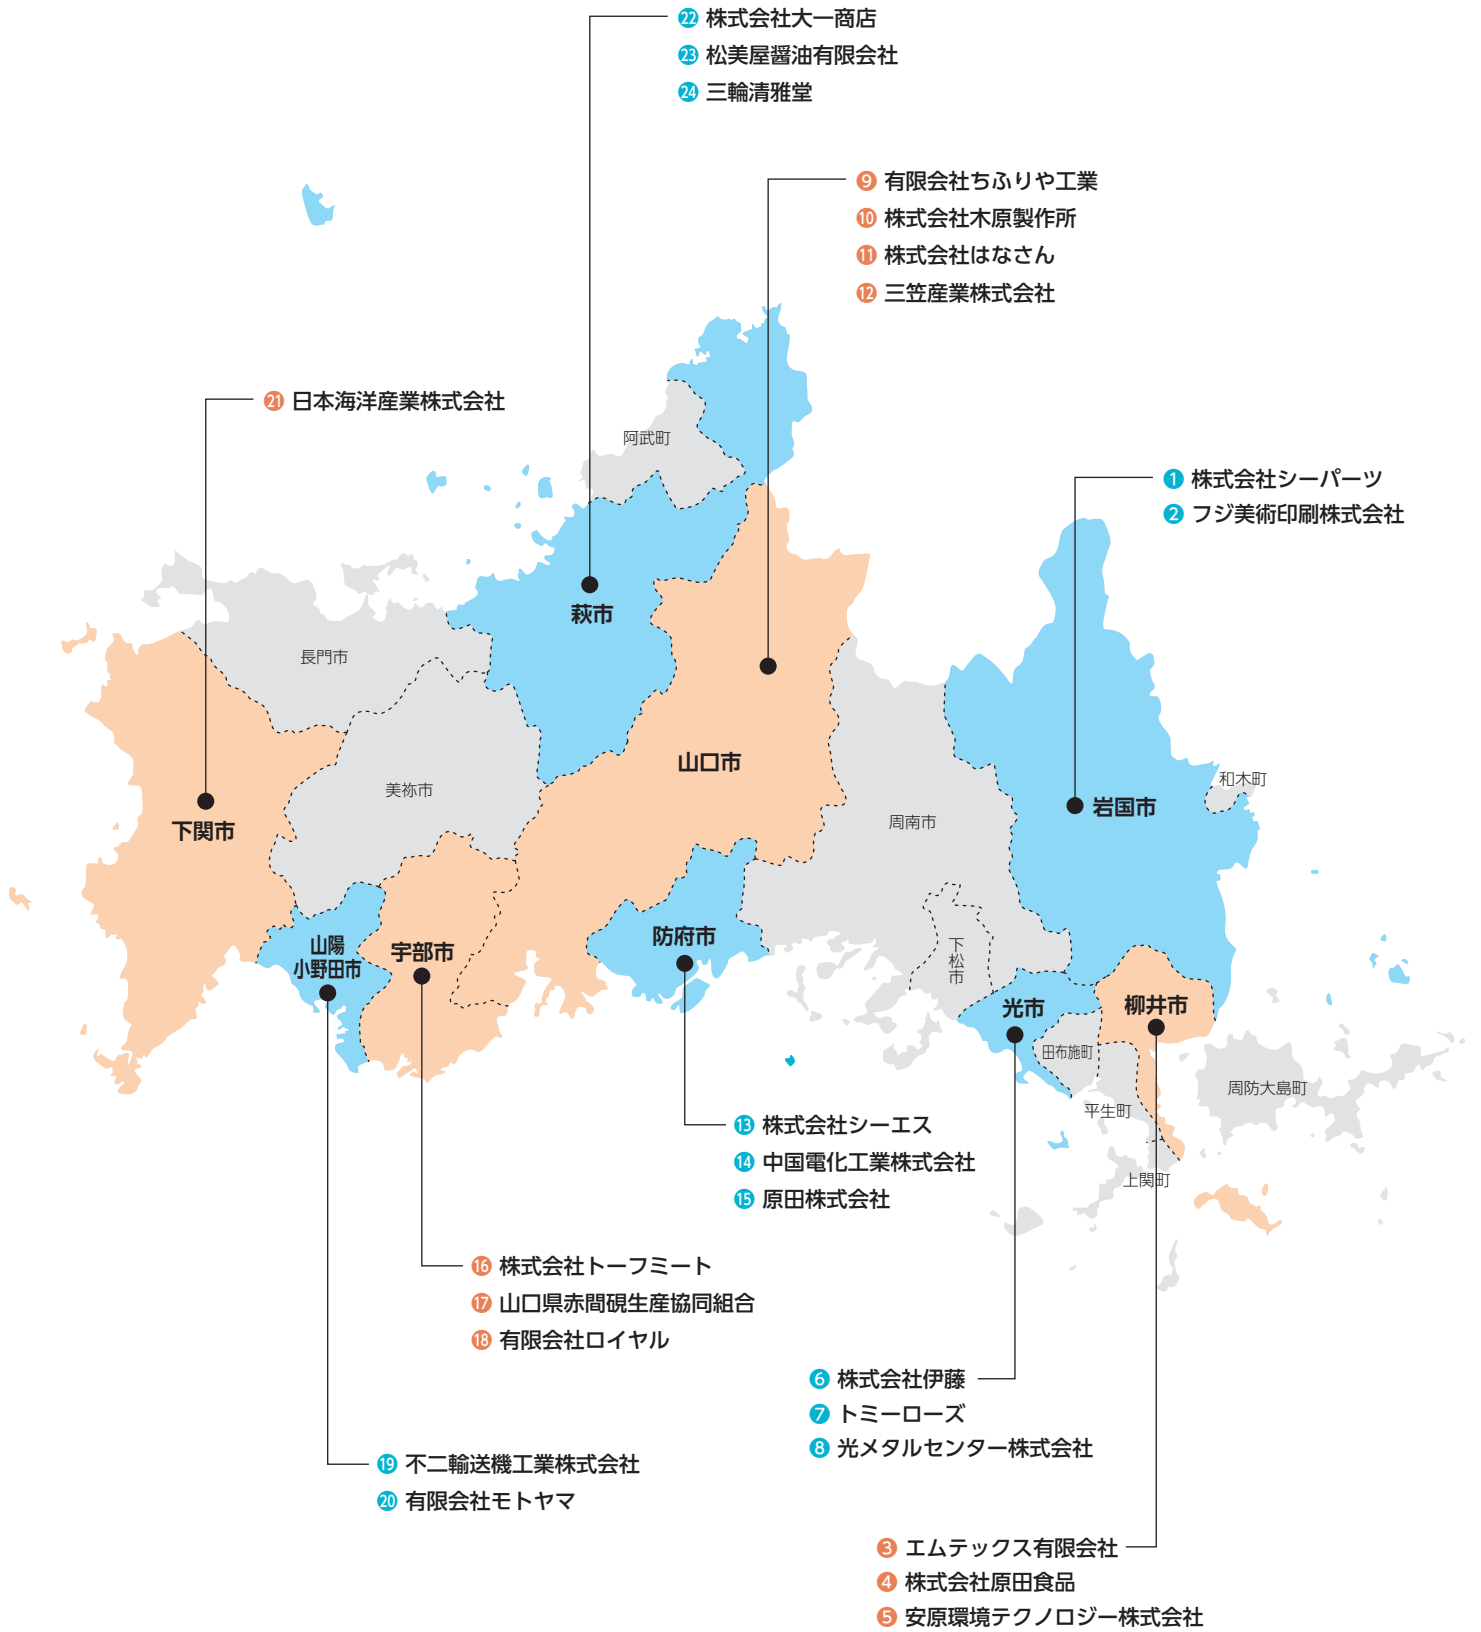 ㉒ 株式会社大一商店
㉓ 松美屋醤油有限会社
㉔ 三輪清雅堂
⑨ 有限会社ちふりや工業
⑩ 株式会社木原製作所
⑪ 株式会社はなさん
⑫ 三笠産業株式会社
㉑ 日本海洋産業株式会社
阿武町
① 株式会社シーパーツ
② フジ美術印刷株式会社
萩市
長門市
山口市
美祢市
和木町
岩国市
周南市
下関市
防府市
山陽
小野田市
宇部市
下松市
光市
柳井市
田布施町
周防大島町
平生町
上関町
⑬ 株式会社シーエス
⑭ 中国電化工業株式会社
⑮ 原田株式会社
⑯ 株式会社トーフミート
⑰ 山口県赤間硯生産協同組合
⑱ 有限会社ロイヤル
⑥ 株式会社伊藤
⑦ トミーローズ
⑧ 光メタルセンター株式会社
⑲ 不二輸送機工業株式会社
⑳ 有限会社モトヤマ
③ エムテックス有限会社
④ 株式会社原田食品
⑤ 安原環境テクノロジー株式会社